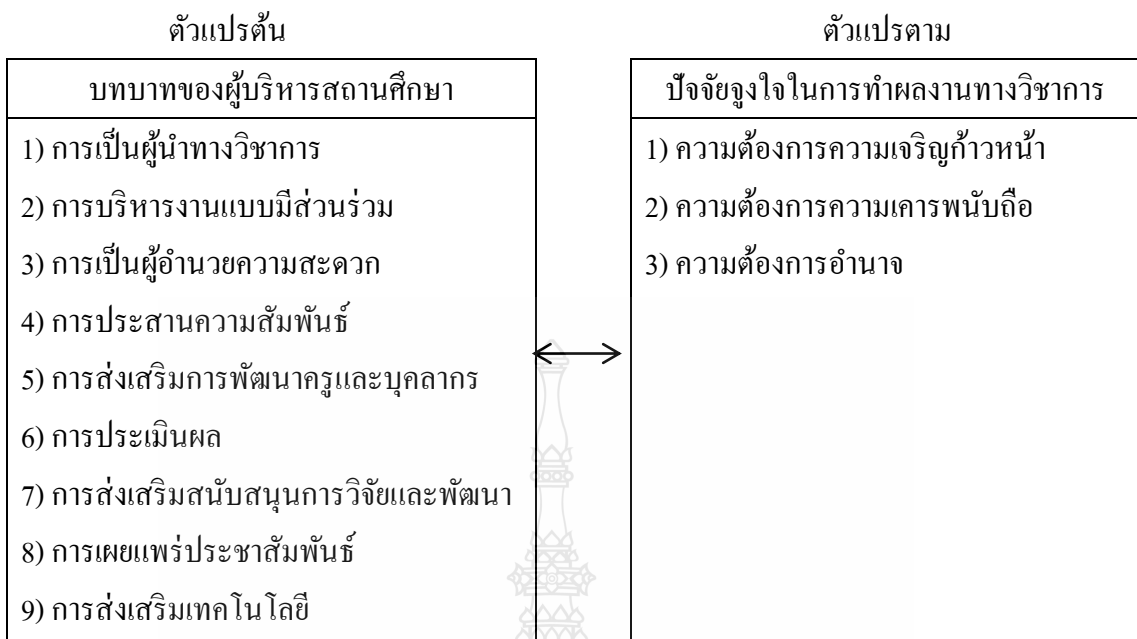 ตัวแปรต้น
บทบาทของผู้บริหารสถานศึกษา
1) การเป็นผู้นำทางวิชาการ
2) การบริหารงานแบบมีส่วนร่วม
3) การเป็นผู้อำนวยความสะดวก
4) การประสานความสัมพันธ์
5) การส่งเสริมการพัฒนาครูและบุคลากร
6) การประเมินผล
7) การส่งเสริมสนับสนุนการวิจัยและพัฒนา
8) การเผยแพร่ประชาสัมพันธ์
9) การส่งเสริมเทคโนโลยี
ตัวแปรตาม
ปัจจัยจูงใจในการทำผลงานทางวิชาการ
1) ความต้องการความเจริญก้าวหน้า
2) ความต้องการความเคารพนับถือ
3) ความต้องการอำนาจ